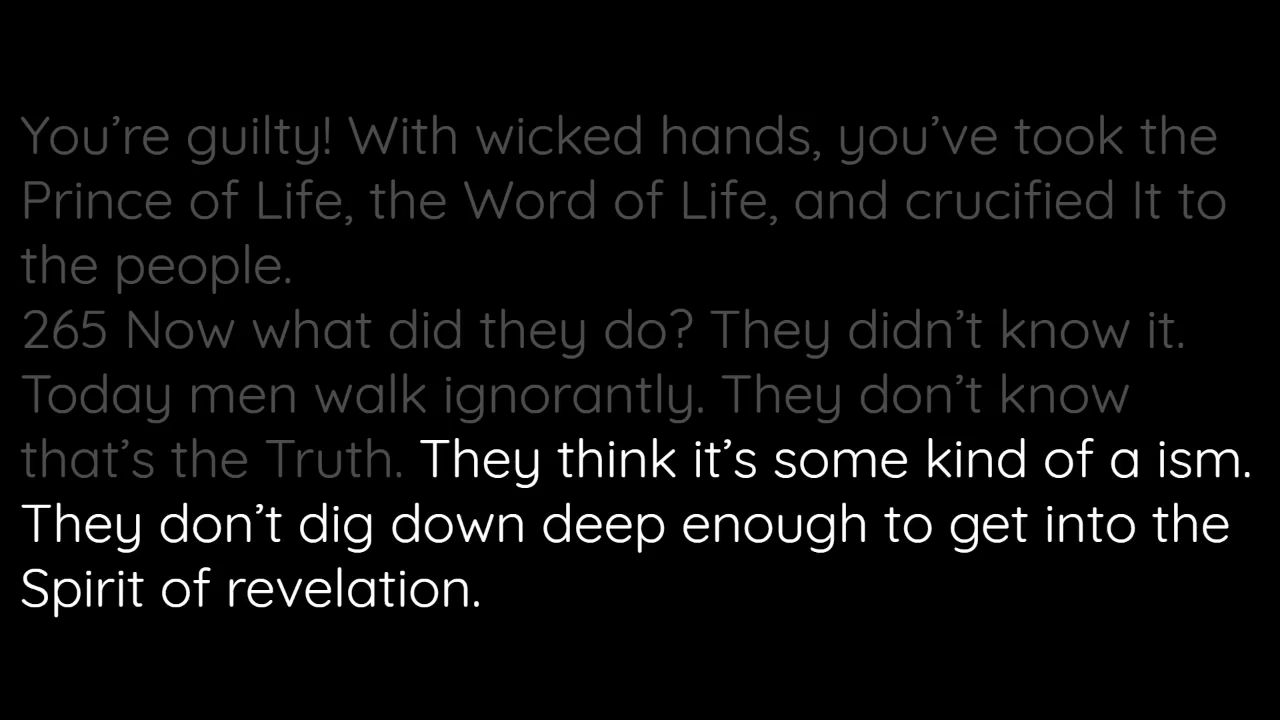 You’re guilty! With wicked hands, you’ve took the
Prince of Life, the Word of Life, and crucified It to
the people.
265 Now what did they do? They didn’t know it.
Today men walk ignorantly. They don’t know
that’s the Truth. They think it’s some kind of a ism.
They don’t dig down deep enough to get into the
Spirit of revelation.